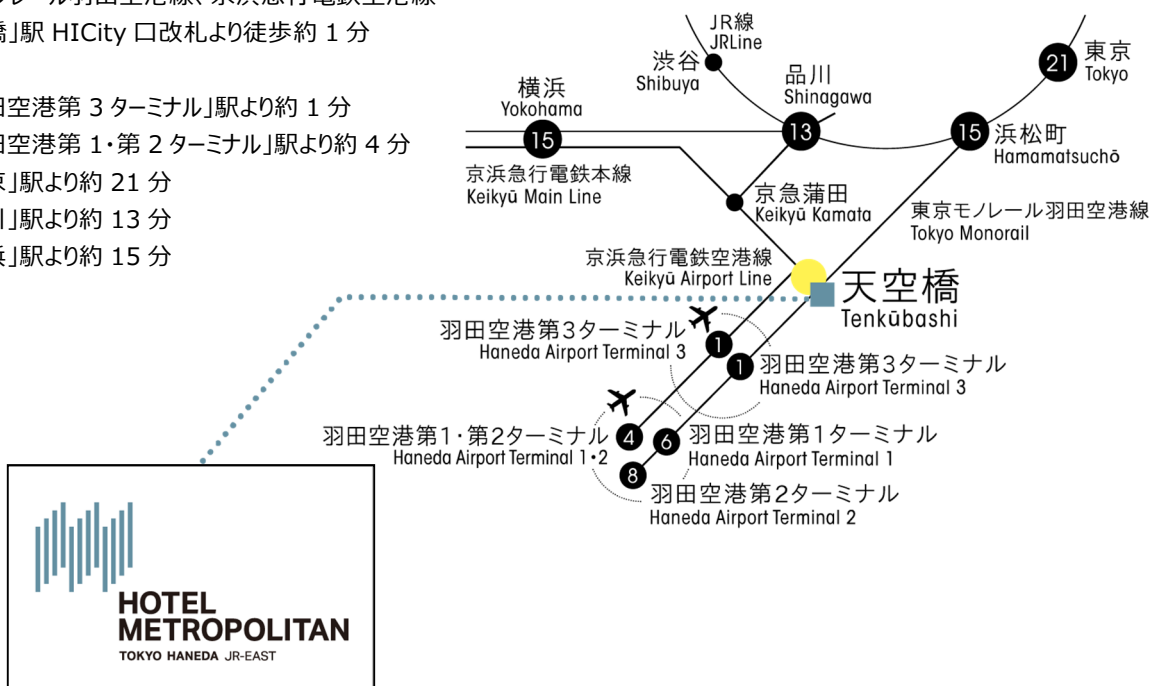 レール羽田空港線、京浜急行電鉄空港線
橋」駅 HICity 口改札より徒歩約 1 分
田空港第 3 ターミナル」駅より約 1 分
田空港第 1・第 2 ターミナル」駅より約 4 分
京」駅より約 21 分
川」駅より約 13 分
浜」駅より約 15 分
JR線
JRLine
渋谷
Shibuya
品川
Shinagawa
13
21
東京
Tokyo
横浜
Yokohama
15
15
浜松町
Hamamatsuchō
京浜急行電鉄本線
Keikyū Main Line
京急蒲田
Keikyū Kamata
東京モノレール羽田空港線
Tokyo Monorail
京浜急行電鉄空港線
Keikyū Airport Line
天空橋
Tenkūbashi
羽田空港第3ターミナル
Haneda Airport Terminal 3
1
1
羽田空港第3ターミナル
Haneda Airport Terminal 3
羽田空港第1・第2ターミナル
Haneda Airport Terminal 1・2
4
6
羽田空港第1ターミナル
Haneda Airport Terminal 1
8
羽田空港第2ターミナル
Haneda Airport Terminal 2
HOTEL
METROPOLITAN
TOKYO HANEDA JR-EAST